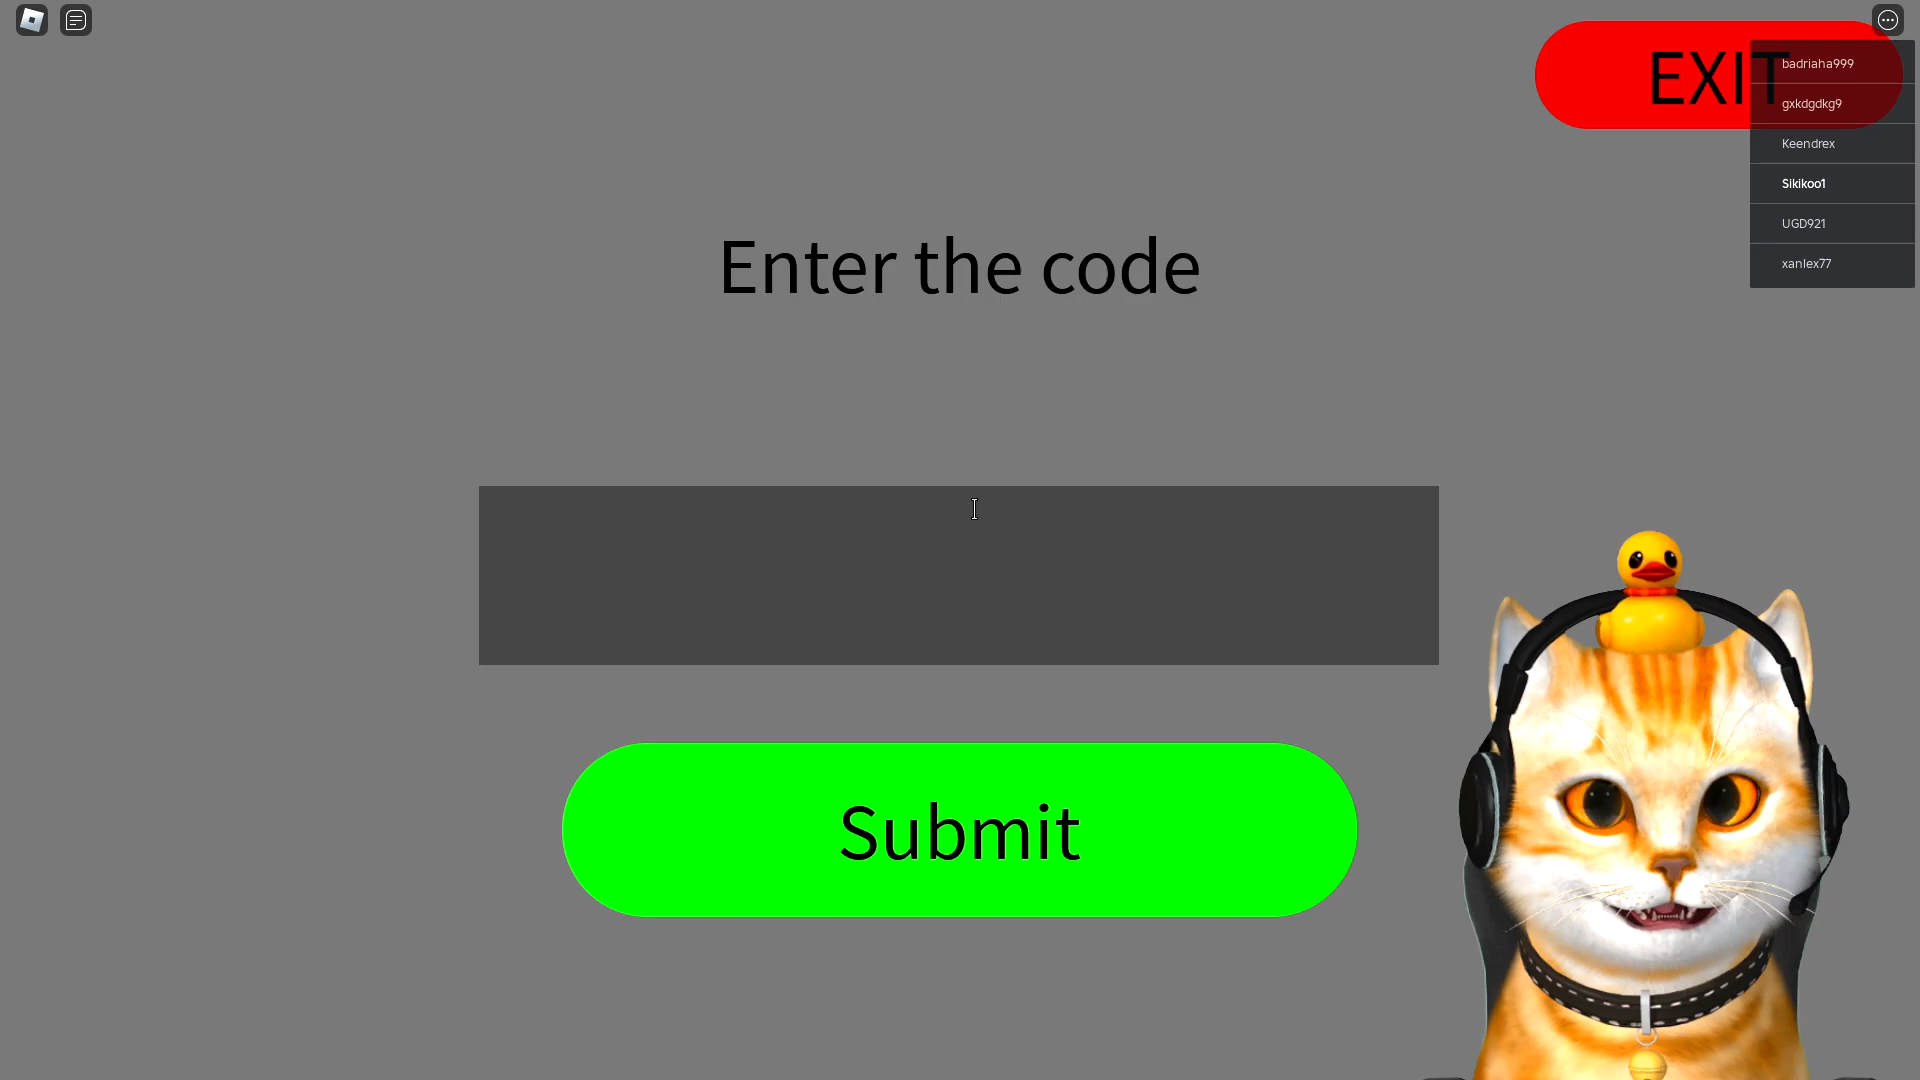 EXIT
badriaha999
gxkdgdkg9
Keendrex
Sikikoo1
UGD921
xanlex77
Enter the code
Submit